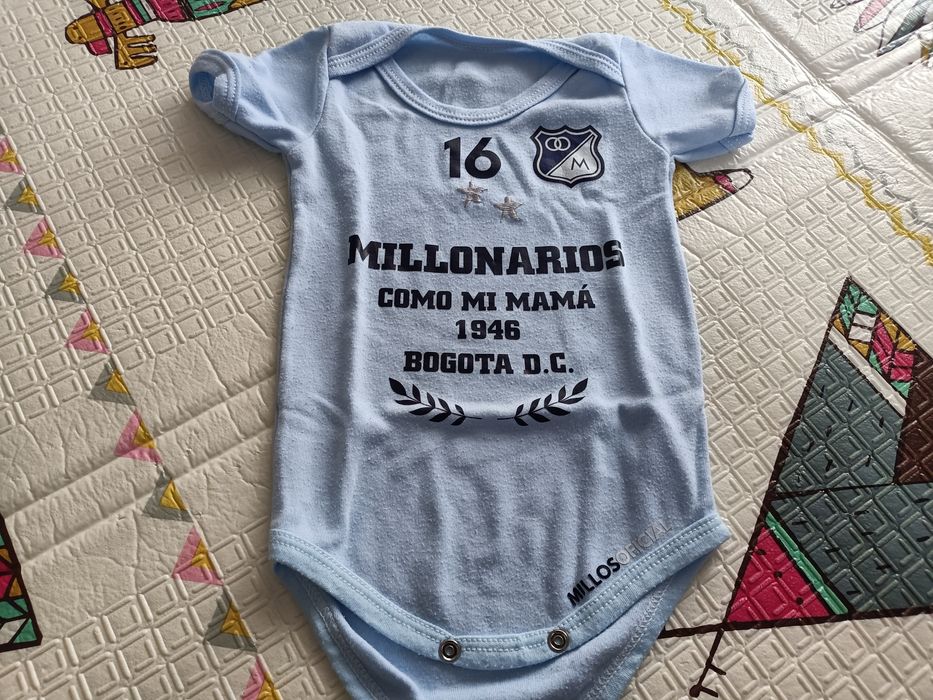 16
M
MILLONARIOS
COMO MI MAMÁ
1946
BOGOTA D.C.
MILLOSOFICIAL